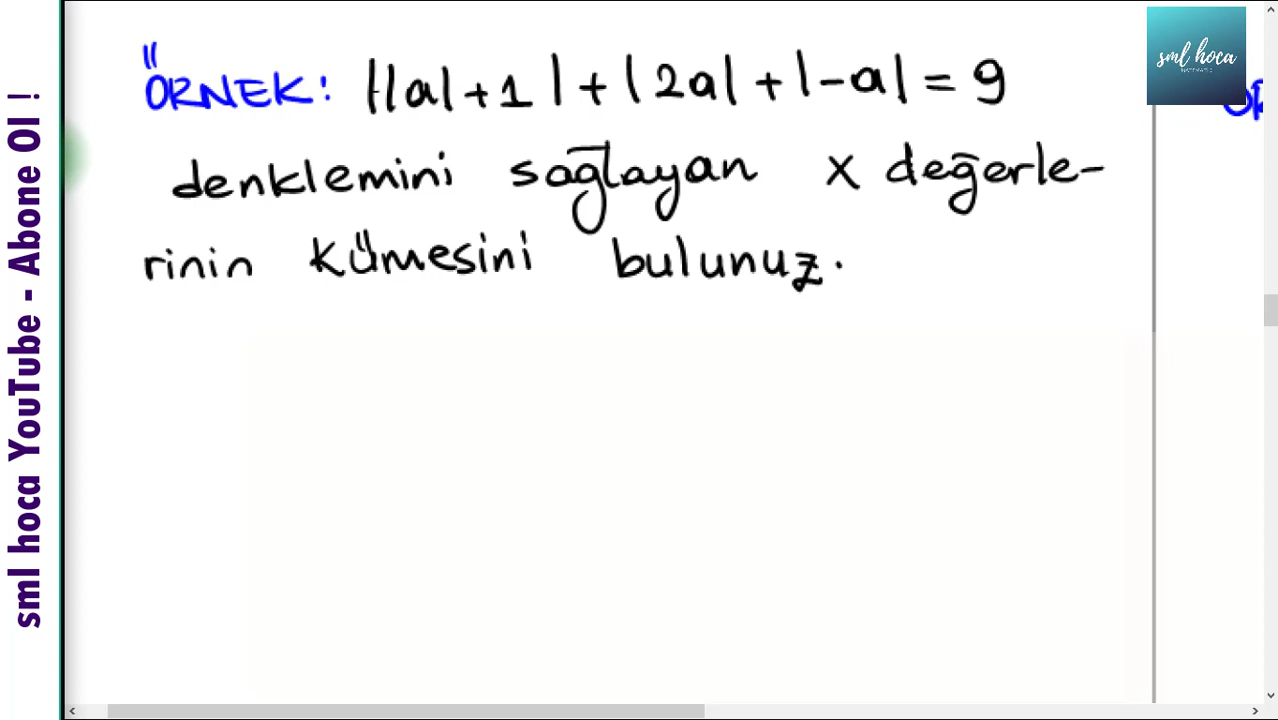 ÖRNEK: ||a|+1|+|2a|+|-a|=9
denklemini sağlayan x değerle-
rinin kümesini bulunuz.
sml hoca
sml hoca YouTube - Abone Ol !